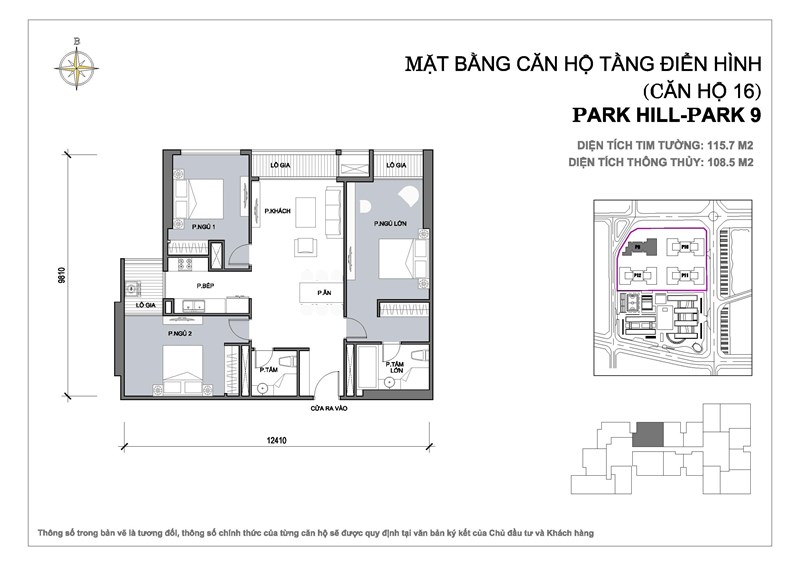 B
MẶT BẰNG CĂN HỘ TẦNG ĐIỂN HÌNH
(CĂN HỘ 16)
PARK HILL-PARK 9
DIỆN TÍCH TIM TƯỜNG: 115.7 M2
DIỆN TÍCH THÔNG THỦY: 108.5 M2
LÔ GIA
LÔ GIA
P.KHÁCH
P.NGỦ 1
P.NGỦ LỚN
P.BẾP
P.ĂN
LÔ GIA
P.NGỦ 2
P.TẮM
P.TẮM
LỚN
CỬA RA VÀO
9810
12410
P9
P10
P12
P11
Thông số trong bản vẽ là tương đối, thông số chính thức của từng căn hộ sẽ được quy định tại văn bản ký kết của Chủ đầu tư và Khách hàng